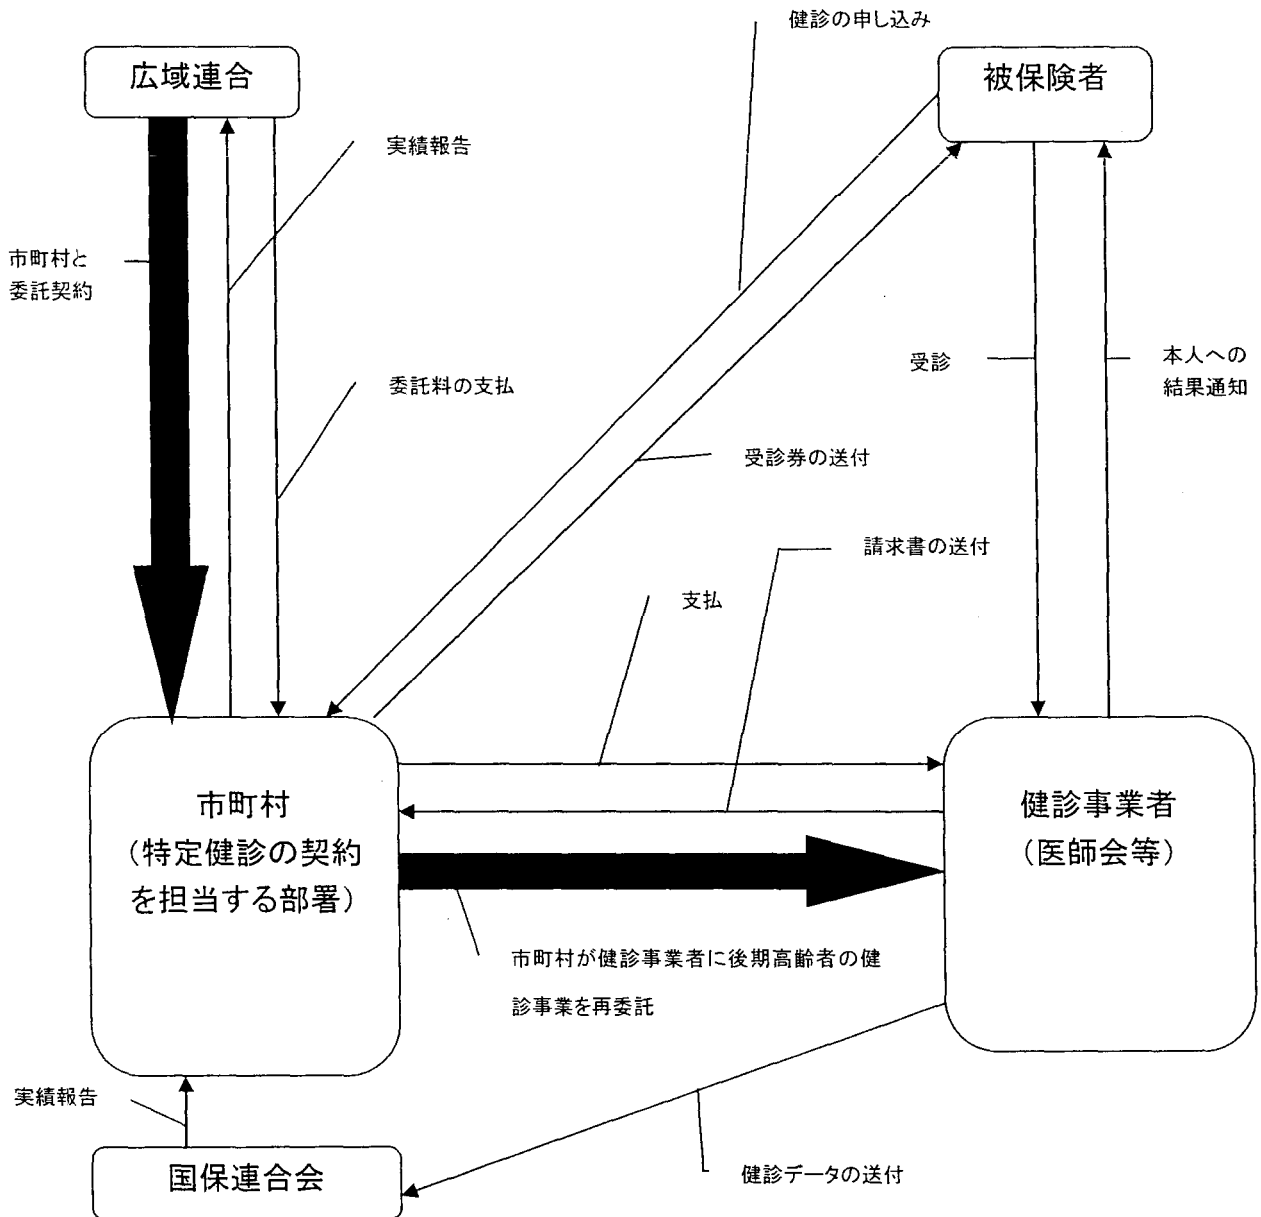 健診の申し込み
広域連合
被保険者
実績報告
市町村と
委託契約
受診
本人への
結果通知
委託料の支払
受診券の送付
請求書の送付
支払
市町村
（特定健診の契約
を担当する部署）
健診事業者
（医師会等）
市町村が健診事業者に後期高齢者の健
診事業を再委託
実績報告
国保連合会
健診データの送付